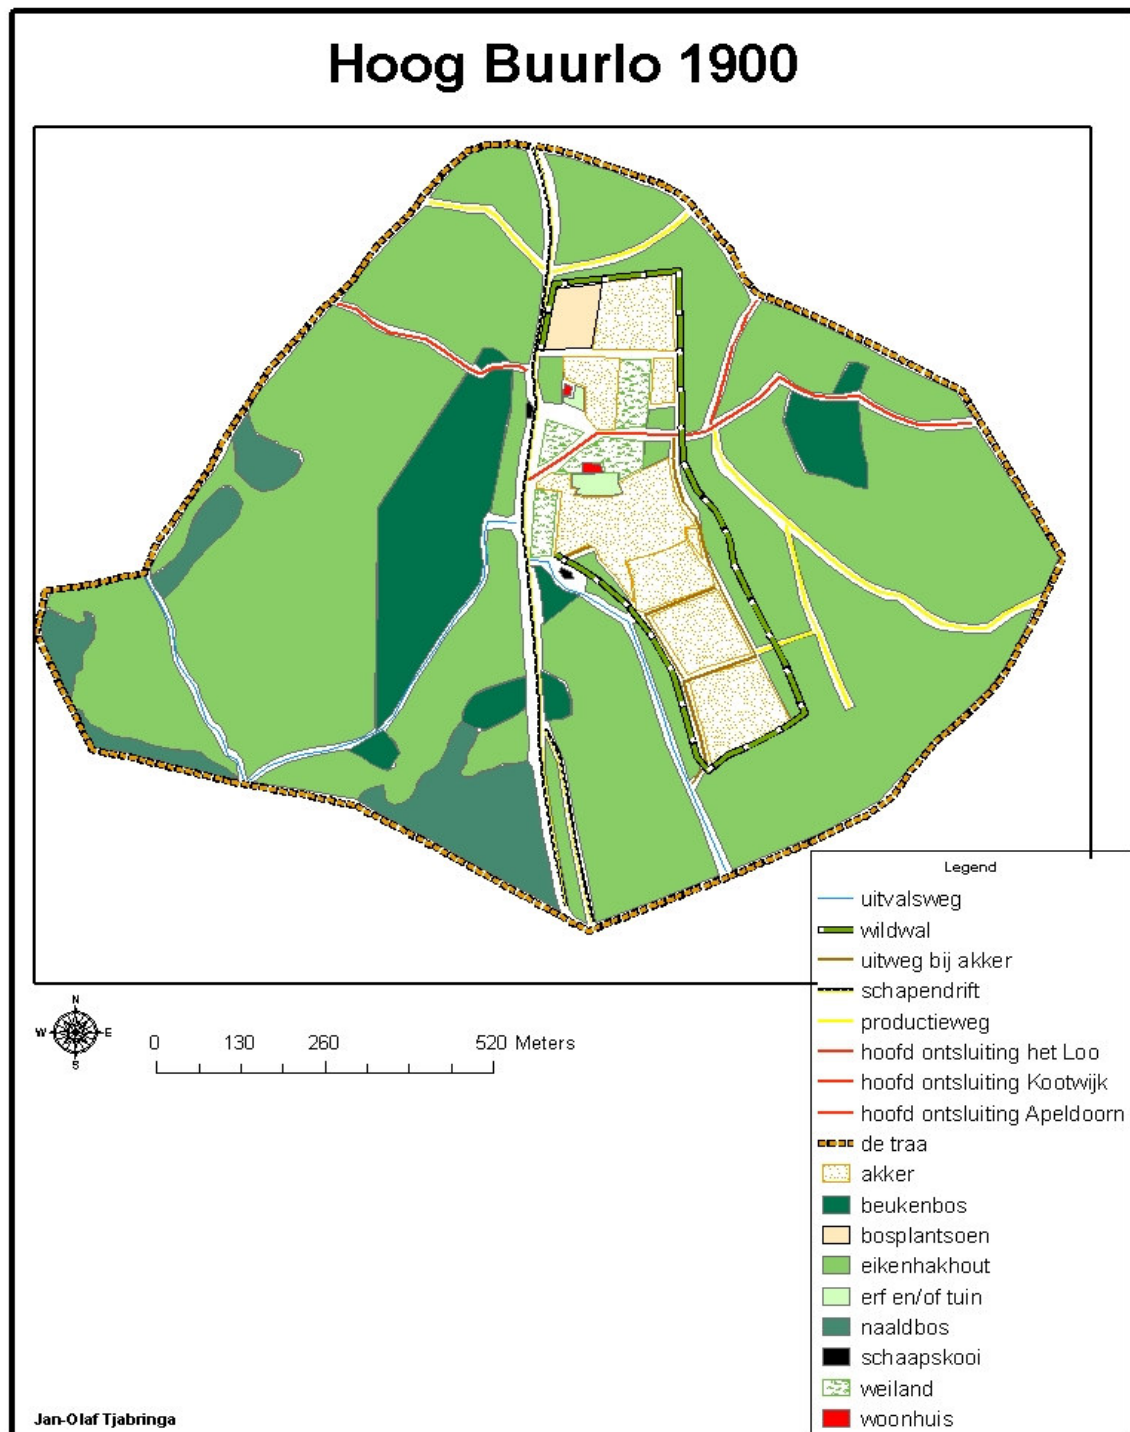 Hoog Buurlo 1900
Legend
uitvalsweg
wildwal
uitweg bij akker
schapendrift
productieweg
hoofd ontsluiting het Loo
hoofd ontsluiting Kootwijk
hoofd ontsluiting Apeldoorn
de traa
akker
beukenbos
bosplantsoen
eikenhakhout
erf en/of tuin
naaldbos
schaapskooi
weiland
woonhuis
N
W E
S
0 130 260 520 Meters
Jan-Olaf Tjabringa